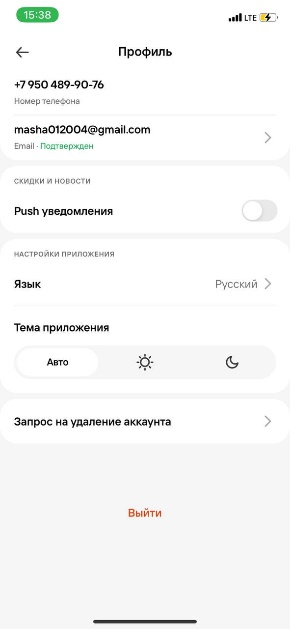 15:38
LTE
Профиль
+7 950 489-90-76
Номер телефона
masha012004@gmail.com
Email · Подтвержден
СКИДКИ И НОВОСТИ
Push уведомления
НАСТРОЙКИ ПРИЛОЖЕНИЯ
Язык Русский
Тема приложения
Авто
Запрос на удаление аккаунта
Выйти